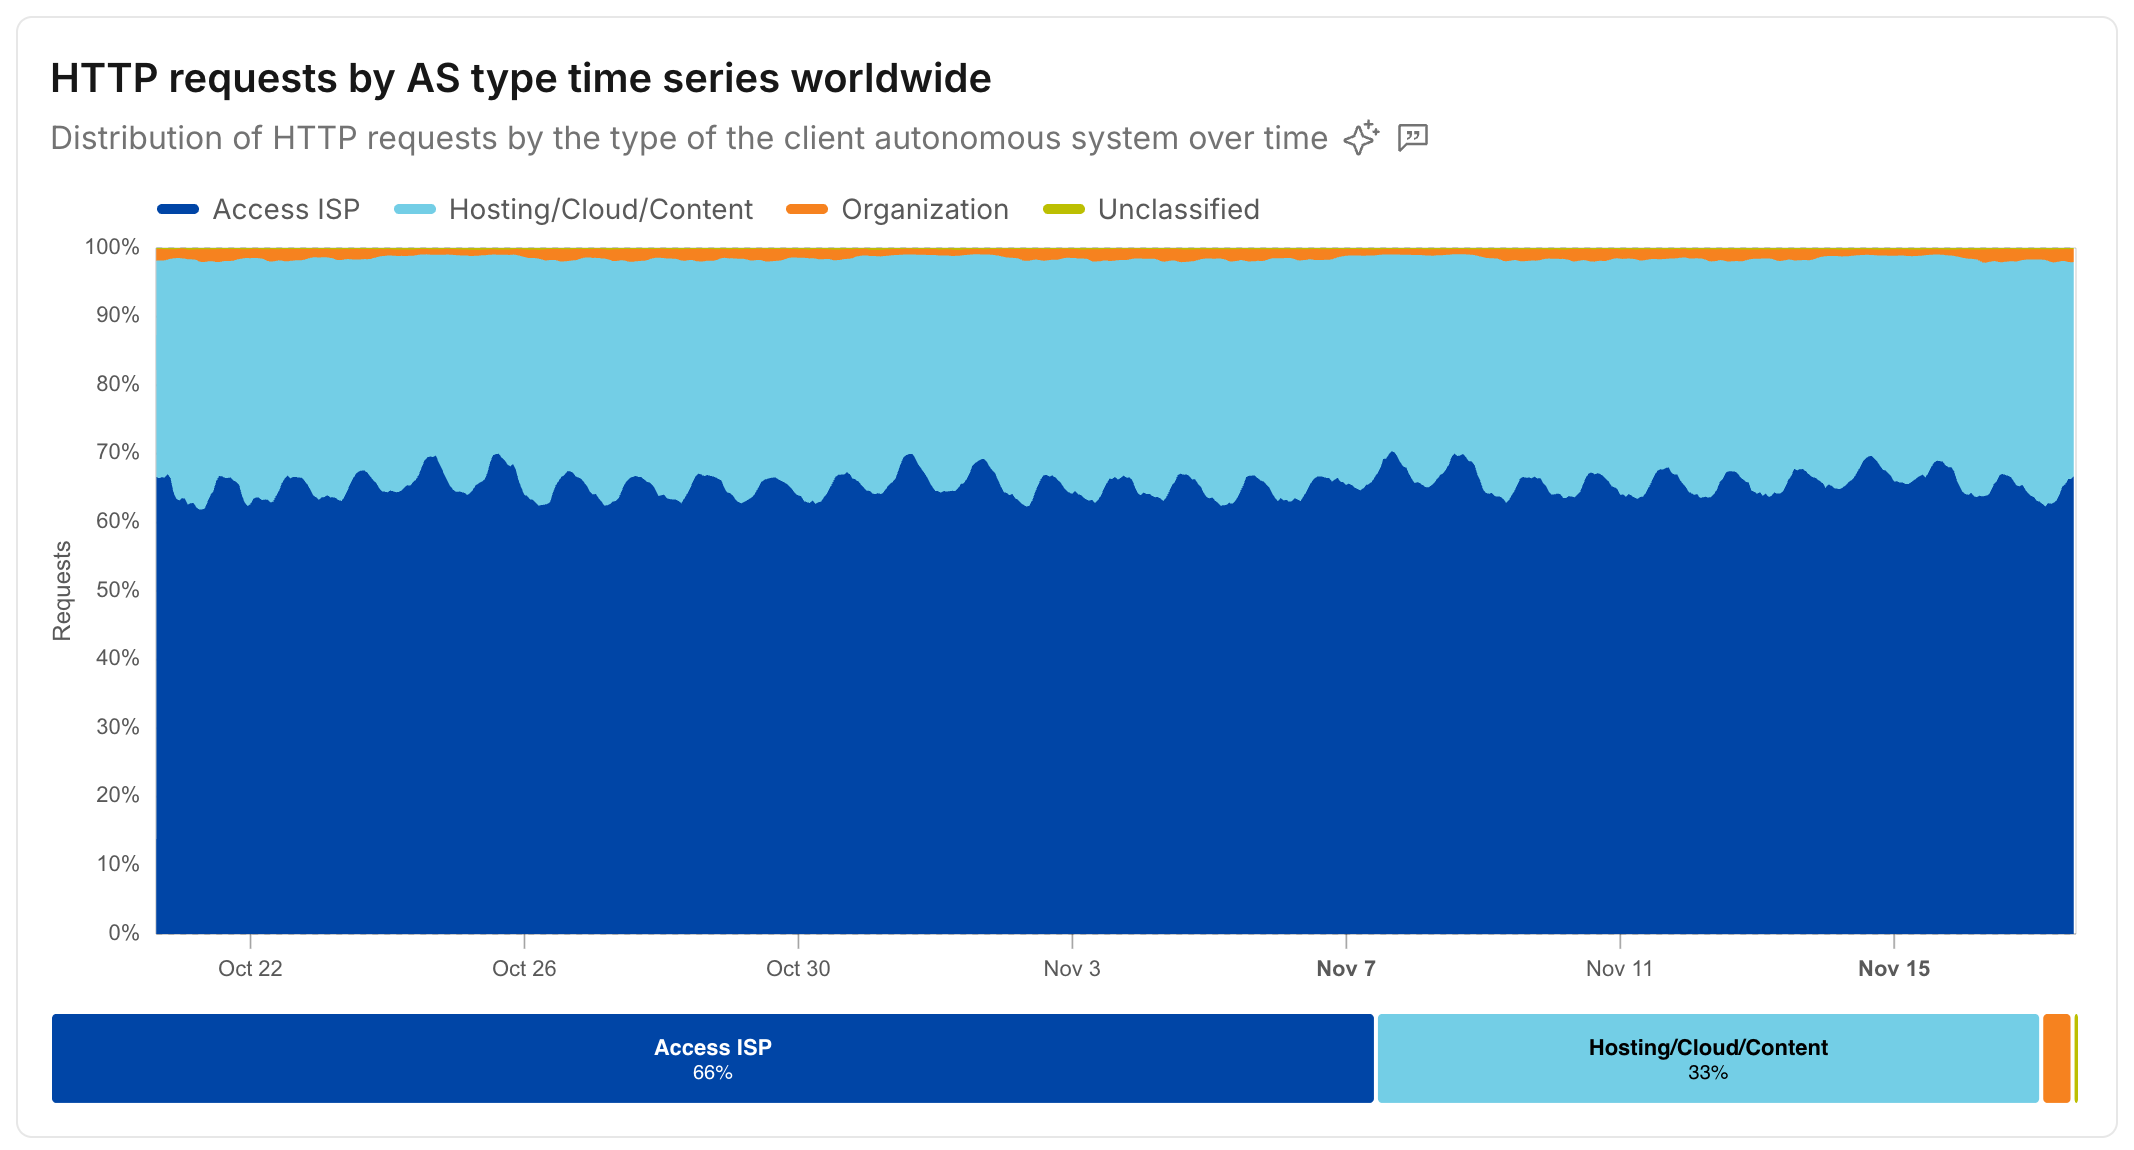 HTTP requests by AS type time series worldwide
Distribution of HTTP requests by the type of the client autonomous system over time
Access ISP Hosting/Cloud/Content Organization Unclassified
100%
90%
80%
70%
60%
50%
40%
30%
20%
10%
0%
Requests
Oct 22 Oct 26 Oct 30 Nov 3 Nov 7 Nov 11 Nov 15
Access ISP
66%
Hosting/Cloud/Content
33%